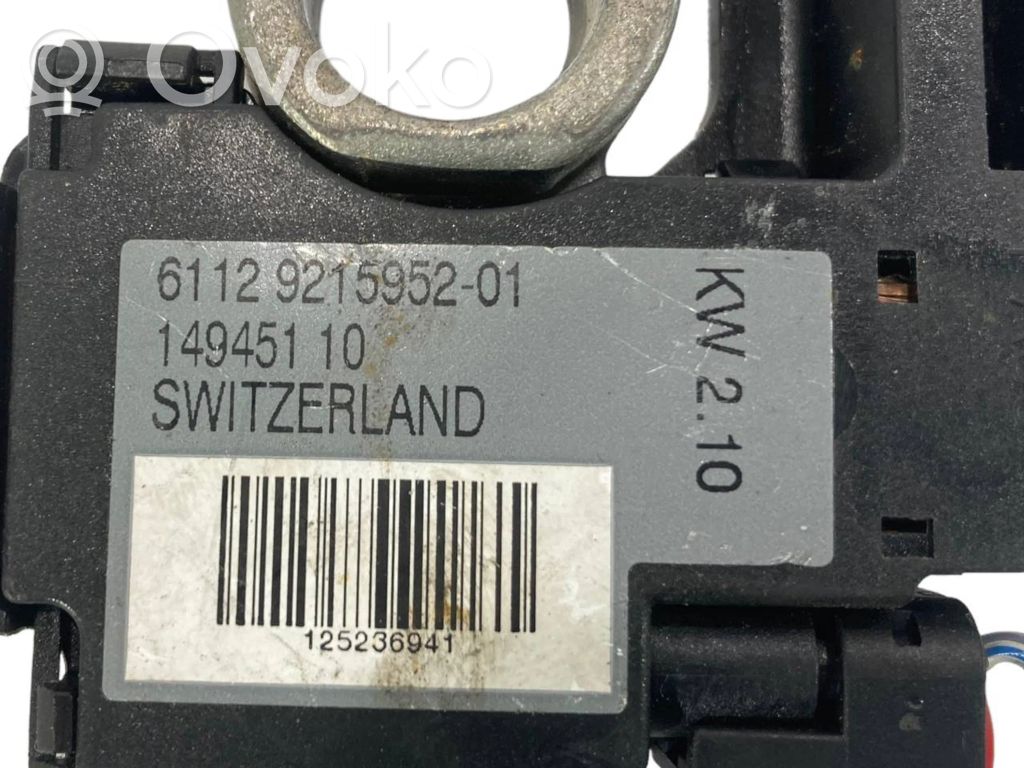 Ovoko
6112 9215952-01
149451 10
SWITZERLAND
KW 2.10
125236941